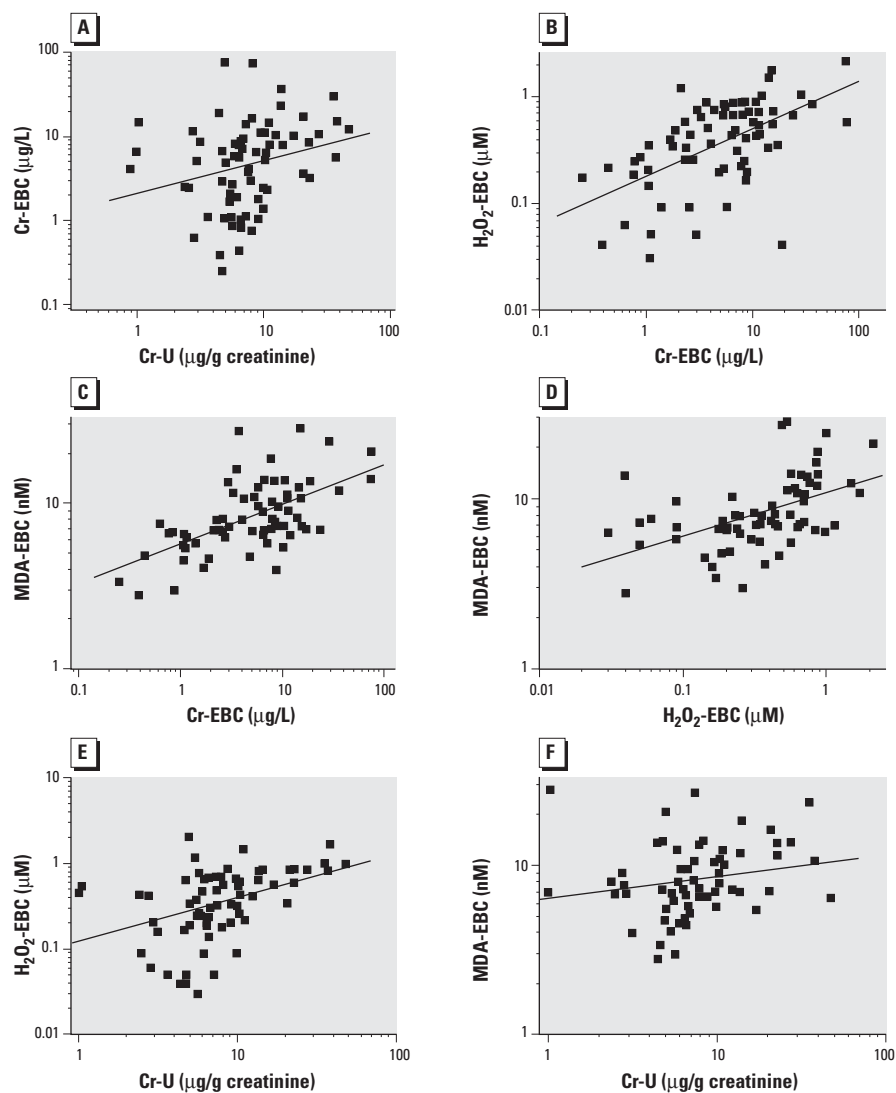 A
B
100
10
1
0.1
Cr-EBC (μg/L)
1
10
100
Cr-U (μg/g creatinine)
1
0.1
0.01
H₂O₂-EBC (μM)
0.1
1
10
100
Cr-EBC (μg/L)
C
D
10
1
MDA-EBC (nM)
0.1
1
10
100
Cr-EBC (μg/L)
10
1
MDA-EBC (nM)
0.01
0.1
1
H₂O₂-EBC (μM)
E
F
10
1
0.1
0.01
H₂O₂-EBC (μM)
1
10
100
Cr-U (μg/g creatinine)
10
1
MDA-EBC (nM)
1
10
100
Cr-U (μg/g creatinine)